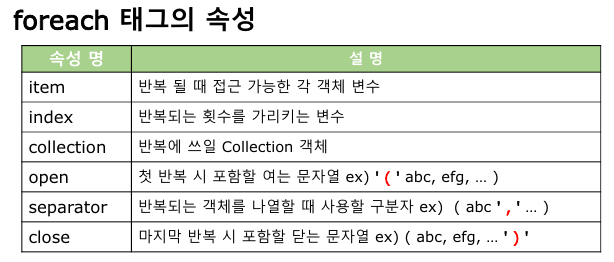 foreach 태그의 속성
속성 명 설 명
item 반복 될 때 접근 가능한 각 객체 변수
index 반복되는 횟수를 가리키는 변수
collection 반복에 쓰일 Collection 객체
open 첫 반복 시 포함할 여는 문자열 ex) ' ( ' abc, efg, … )
separator 반복되는 객체를 나열할 때 사용할 구분자 ex) ( abc ' , ' … )
close 마지막 반복 시 포함할 닫는 문자열 ex) ( abc, efg, … ' ) '